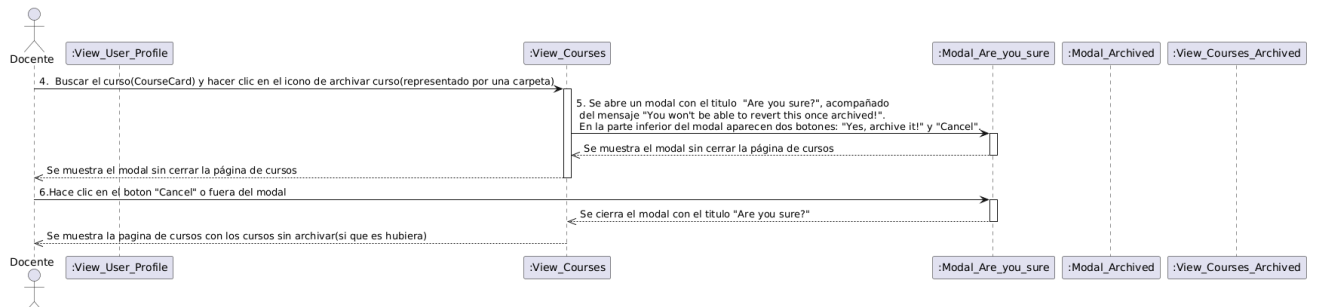 Docente
:View_User_Profile
:View_Courses
:Modal_Are_you_sure
:Modal_Archived
:View_Courses_Archived
4.  Buscar el curso(CourseCard) y hacer clic en el icono de archivar curso(representado por una carpeta)
5. Se abre un modal con el titulo  "Are you sure?", acompañado
del mensaje "You won't be able to revert this once archived!".
En la parte inferior del modal aparecen dos botones: "Yes, archive it!" y "Cancel"
Se muestra el modal sin cerrar la página de cursos
Se muestra el modal sin cerrar la página de cursos
6.Hace clic en el boton "Cancel" o fuera del modal
Se cierra el modal con el titulo "Are you sure?"
Se muestra la pagina de cursos con los cursos sin archivar(si que es hubiera)
Docente
:View_User_Profile
:View_Courses
:Modal_Are_you_sure
:Modal_Archived
:View_Courses_Archived